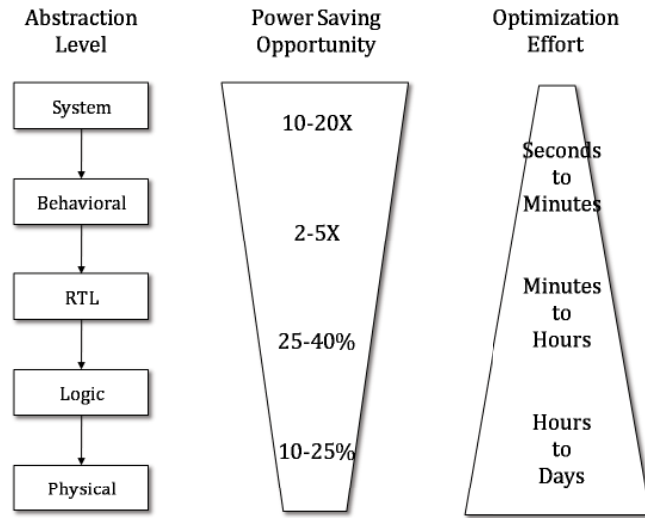 Abstraction
Level
Power Saving
Opportunity
Optimization
Effort
System
Behavioral
RTL
Logic
Physical
10-20X
2-5X
25-40%
10-25%
Seconds
to
Minutes
Minutes
to
Hours
Hours
to
Days